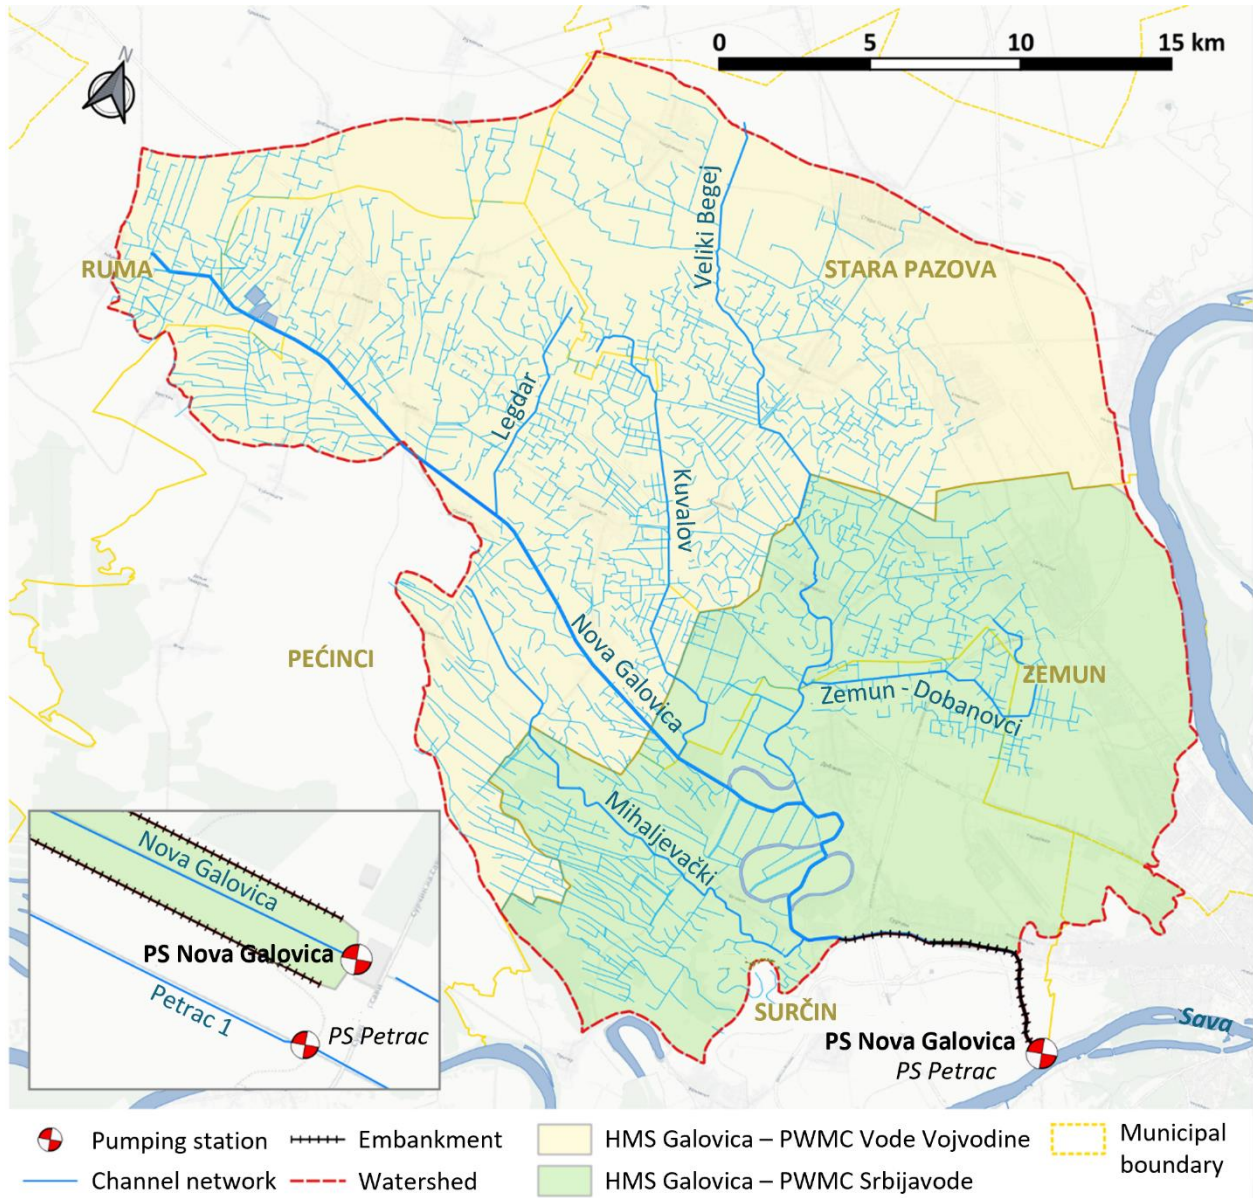 N
0 5 10 15 km
Veliki Begej
RUMA
STARA PAZOVA
Legdar
Kuvalov
Nova Galovica
PEĆINCI
ZEMUN
Zemun - Dobanovci
Mihaljevački
Nova Galovica
PS Nova Galovica
Petrac 1
PS Petrac
SURČIN
Sava
PS Nova Galovica
PS Petrac
Pumping station
Embankment
HMS Galovica – PWMC Vode Vojvodine
Municipal
boundary
Channel network
Watershed
HMS Galovica – PWMC Srbijavode